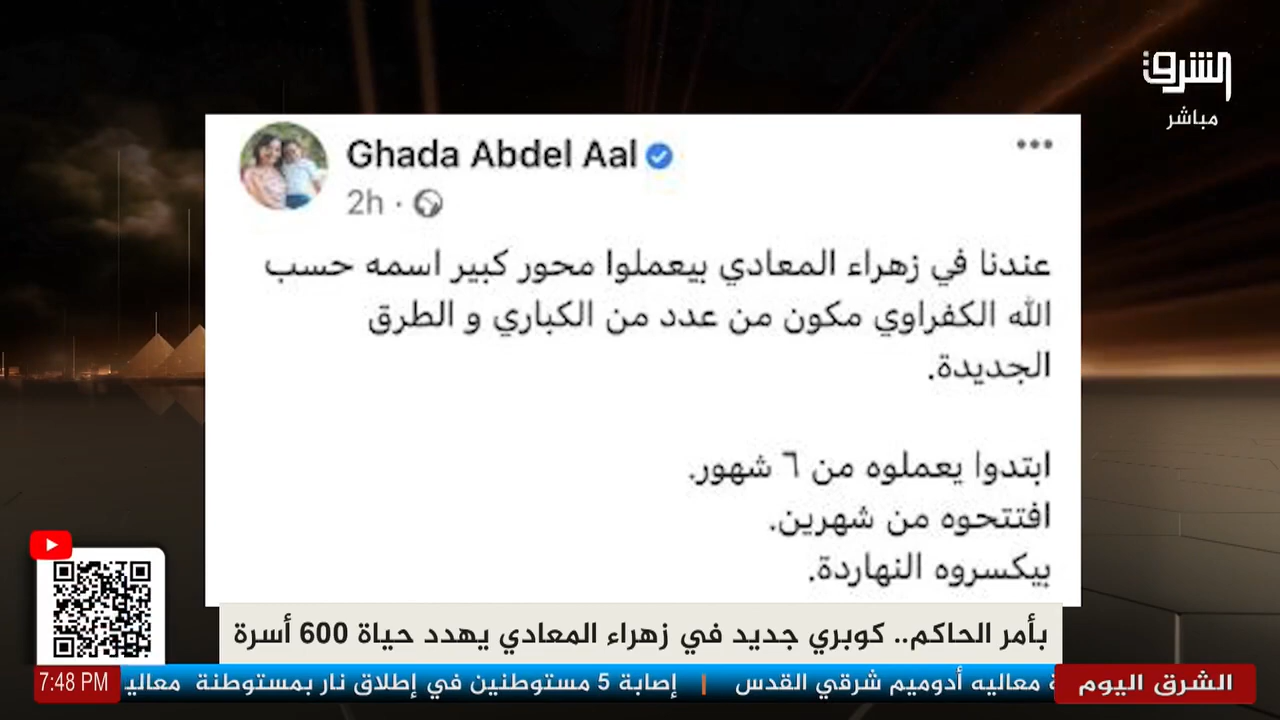 الشرق
مباشر
Ghada Abdel Aal
2h ·
عندنا في زهراء المعادي بيعملوا محور كبير اسمه حسب
الله الكفراوي مكون من عدد من الكباري و الطرق
الجديدة.
ابتدوا يعملوه من ٦ شهور.
افتتحوه من شهرين.
بيكسروه النهاردة.
بأمر الحاكم.. كوبري جديد في زهراء المعادي يهدد حياة 600 أسرة
الشرق اليوم
معاليه أدوميم شرقي القدس | إصابة 5 مستوطنين في إطلاق نار بمستوطنة
7:48 PM